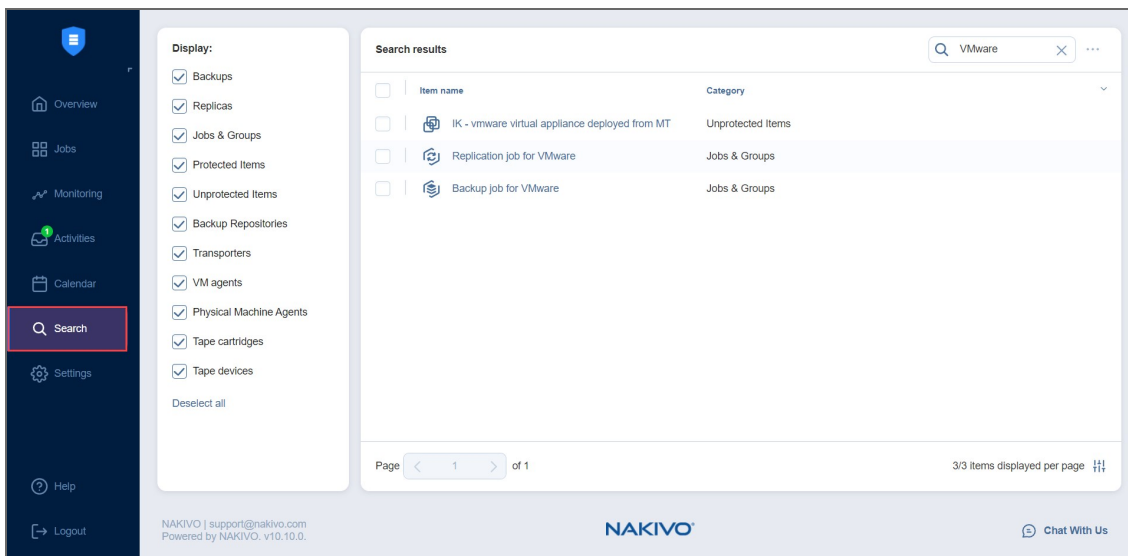 Overview
Jobs
Monitoring
1
Activities
Calendar
Search
Settings
Help
Logout
Display:
Backups
Replicas
Jobs & Groups
Protected Items
Unprotected Items
Backup Repositories
Transporters
VM agents
Physical Machine Agents
Tape cartridges
Tape devices
Deselect all
Search results
VMware
Item name Category
IK - vmware virtual appliance deployed from MT Unprotected Items
Replication job for VMware Jobs & Groups
Backup job for VMware Jobs & Groups
Page 1 of 1
3/3 items displayed per page
NAKIVO | support@nakivo.com
Powered by NAKIVO. v10.10.0.
NAKIVO®
Chat With Us